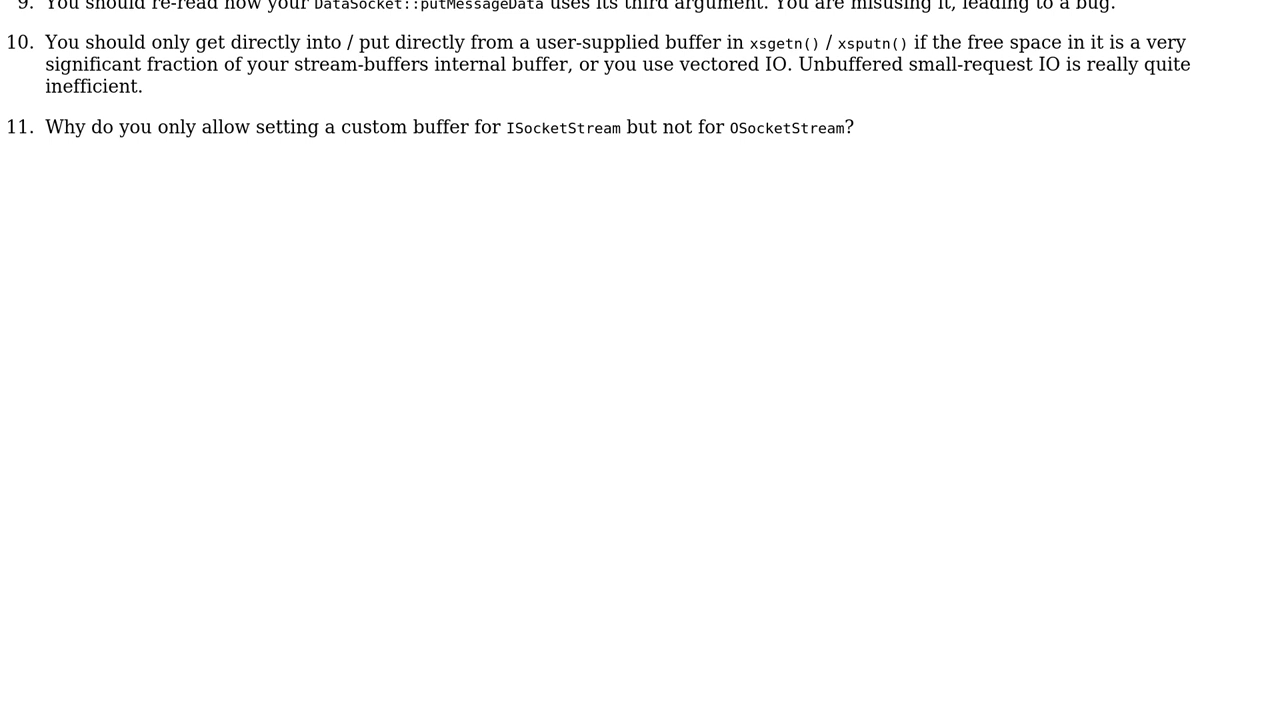 9. You should re-read how your DataSocket::putMessageData uses its third argument. You are misusing it, leading to a bug.
10. You should only get directly into / put directly from a user-supplied buffer in xsgetn() / xsputn() if the free space in it is a very
significant fraction of your stream-buffers internal buffer, or you use vectored IO. Unbuffered small-request IO is really quite
inefficient.
11. Why do you only allow setting a custom buffer for ISocketStream but not for OSocketStream?